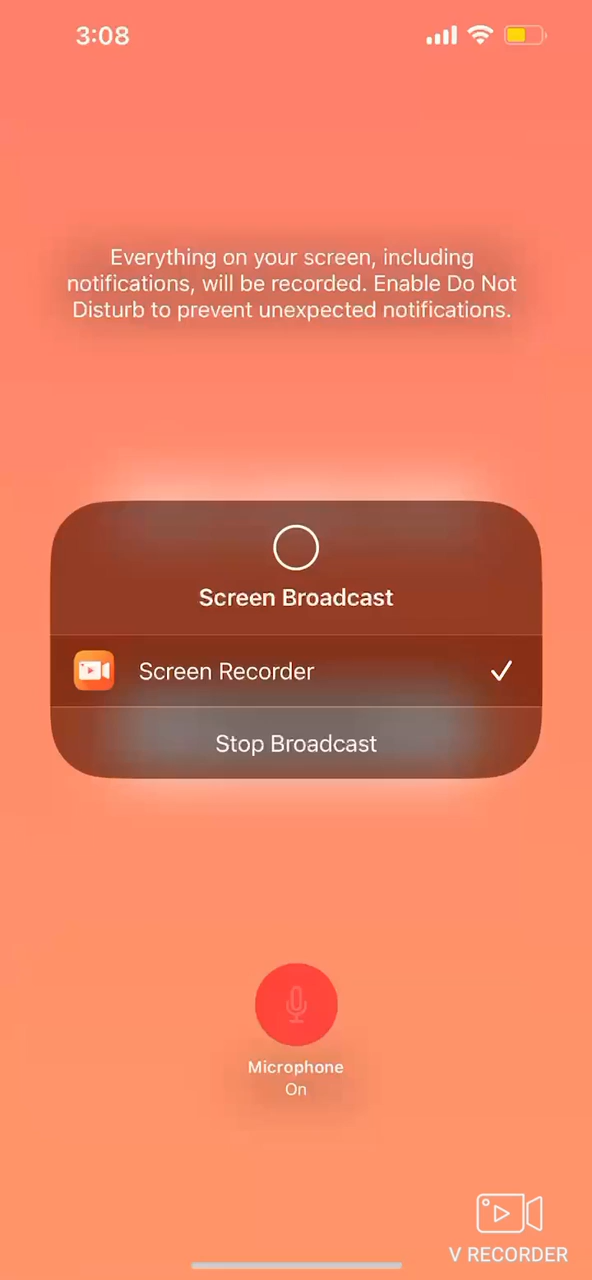 3:08
Everything on your screen, including
notifications, will be recorded. Enable Do Not
Disturb to prevent unexpected notifications.
Screen Broadcast
Screen Recorder
Stop Broadcast
Microphone
On
V RECORDER